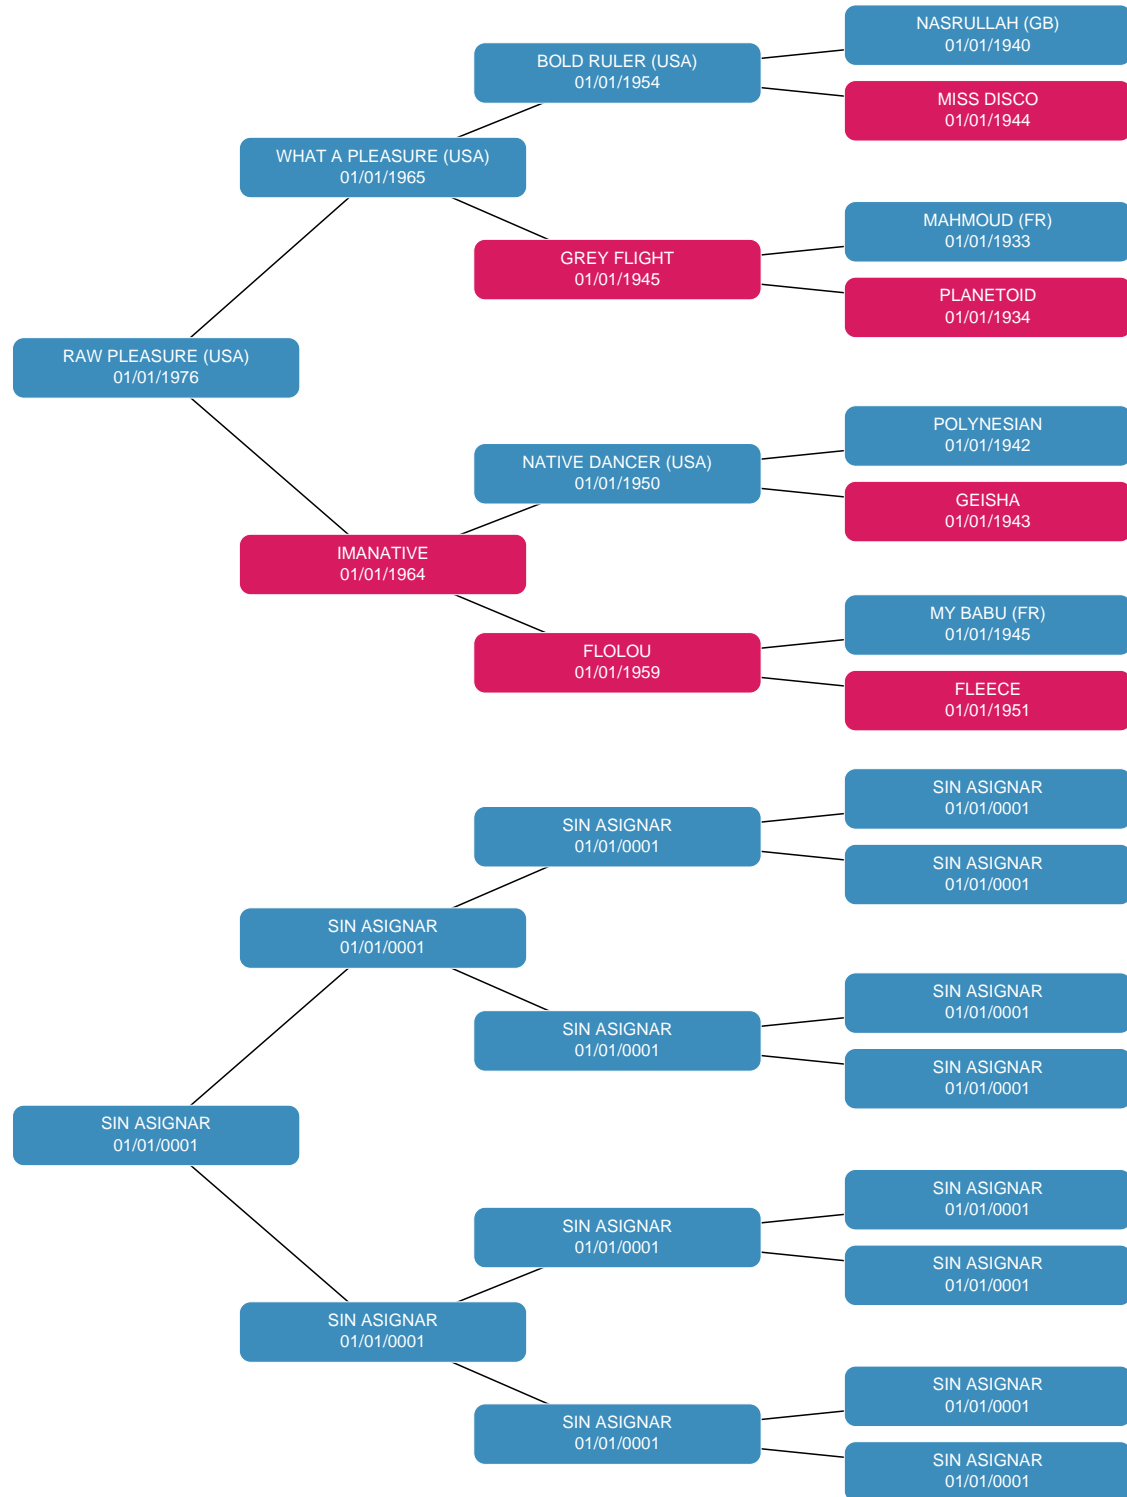 NASRULLAH (GB)
01/01/1940
BOLD RULER (USA)
01/01/1954
MISS DISCO
01/01/1944
WHAT A PLEASURE (USA)
01/01/1965
MAHMOUD (FR)
01/01/1933
GREY FLIGHT
01/01/1945
PLANETOID
01/01/1934
RAW PLEASURE (USA)
01/01/1976
POLYNESIAN
01/01/1942
NATIVE DANCER (USA)
01/01/1950
GEISHA
01/01/1943
IMANATIVE
01/01/1964
MY BABU (FR)
01/01/1945
FLOLOU
01/01/1959
FLEECE
01/01/1951
SIN ASIGNAR
01/01/0001
SIN ASIGNAR
01/01/0001
SIN ASIGNAR
01/01/0001
SIN ASIGNAR
01/01/0001
SIN ASIGNAR
01/01/0001
SIN ASIGNAR
01/01/0001
SIN ASIGNAR
01/01/0001
SIN ASIGNAR
01/01/0001
SIN ASIGNAR
01/01/0001
SIN ASIGNAR
01/01/0001
SIN ASIGNAR
01/01/0001
SIN ASIGNAR
01/01/0001
SIN ASIGNAR
01/01/0001
SIN ASIGNAR
01/01/0001
SIN ASIGNAR
01/01/0001